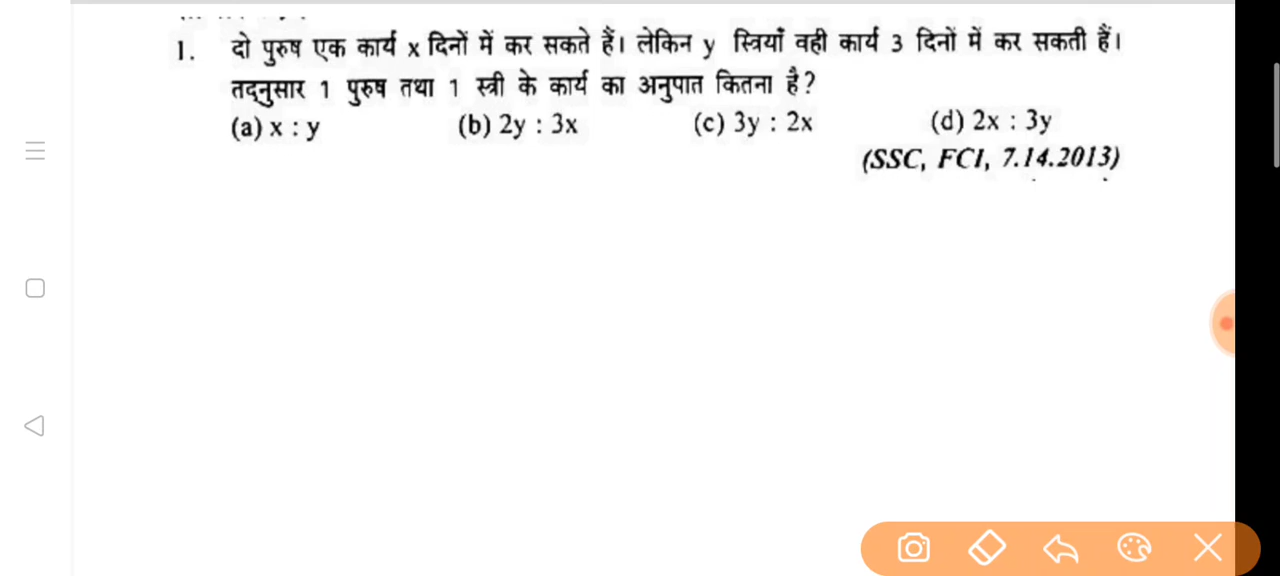 1. दो पुरुष एक कार्य x दिनों में कर सकते हैं। लेकिन y स्त्रियाँ वही कार्य 3 दिनों में कर सकती हैं।
तद्नुसार 1 पुरुष तथा 1 स्त्री के कार्य का अनुपात कितना है?
(a) x : y (b) 2y : 3x (c) 3y : 2x (d) 2x : 3y
(SSC, FCI, 7.14.2013)